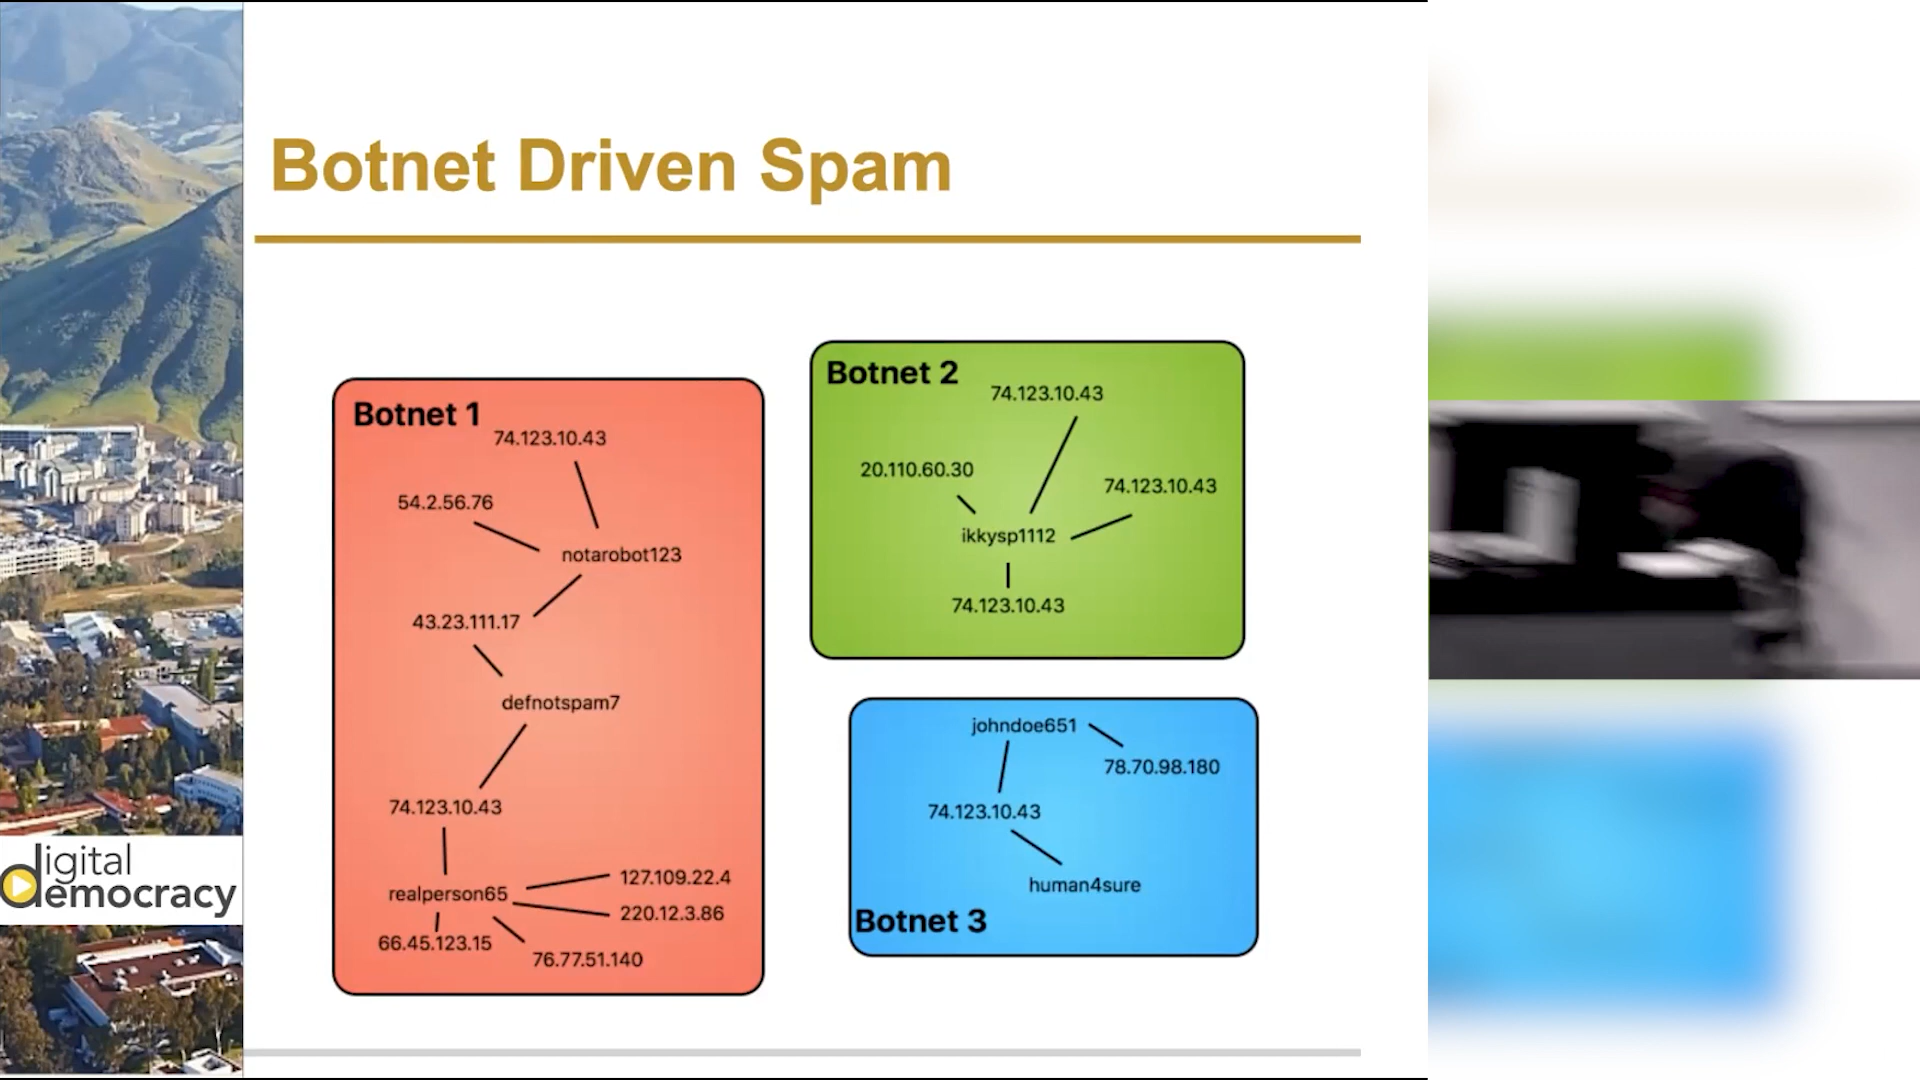 Botnet Driven Spam
Botnet 1
74.123.10.43
54.2.56.76
notarobot123
43.23.111.17
defnotspam7
74.123.10.43
realperson65
127.109.22.4
220.12.3.86
66.45.123.15
76.77.51.140
Botnet 2
74.123.10.43
20.110.60.30
74.123.10.43
ikkysp1112
74.123.10.43
johndoe651
78.70.98.180
74.123.10.43
human4sure
Botnet 3
digital
democracy